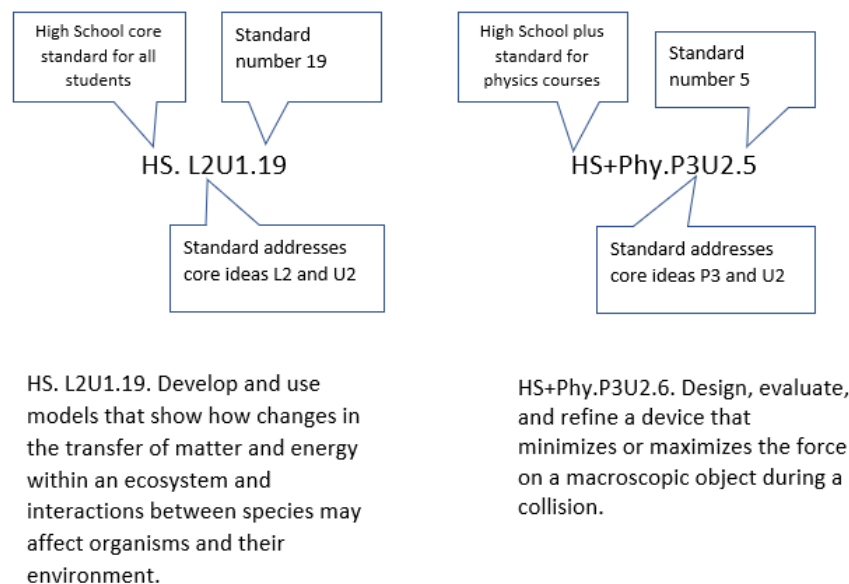 High School core
standard for all
students
Standard
number 19
HS. L2U1.19
Standard addresses
core ideas L2 and U2
High School plus
standard for
physics courses
Standard
number 5
HS+Phy.P3U2.5
Standard addresses
core ideas P3 and U2
HS. L2U1.19. Develop and use
models that show how changes in
the transfer of matter and energy
within an ecosystem and
interactions between species may
affect organisms and their
environment.
HS+Phy.P3U2.6. Design, evaluate,
and refine a device that
minimizes or maximizes the force
on a macroscopic object during a
collision.